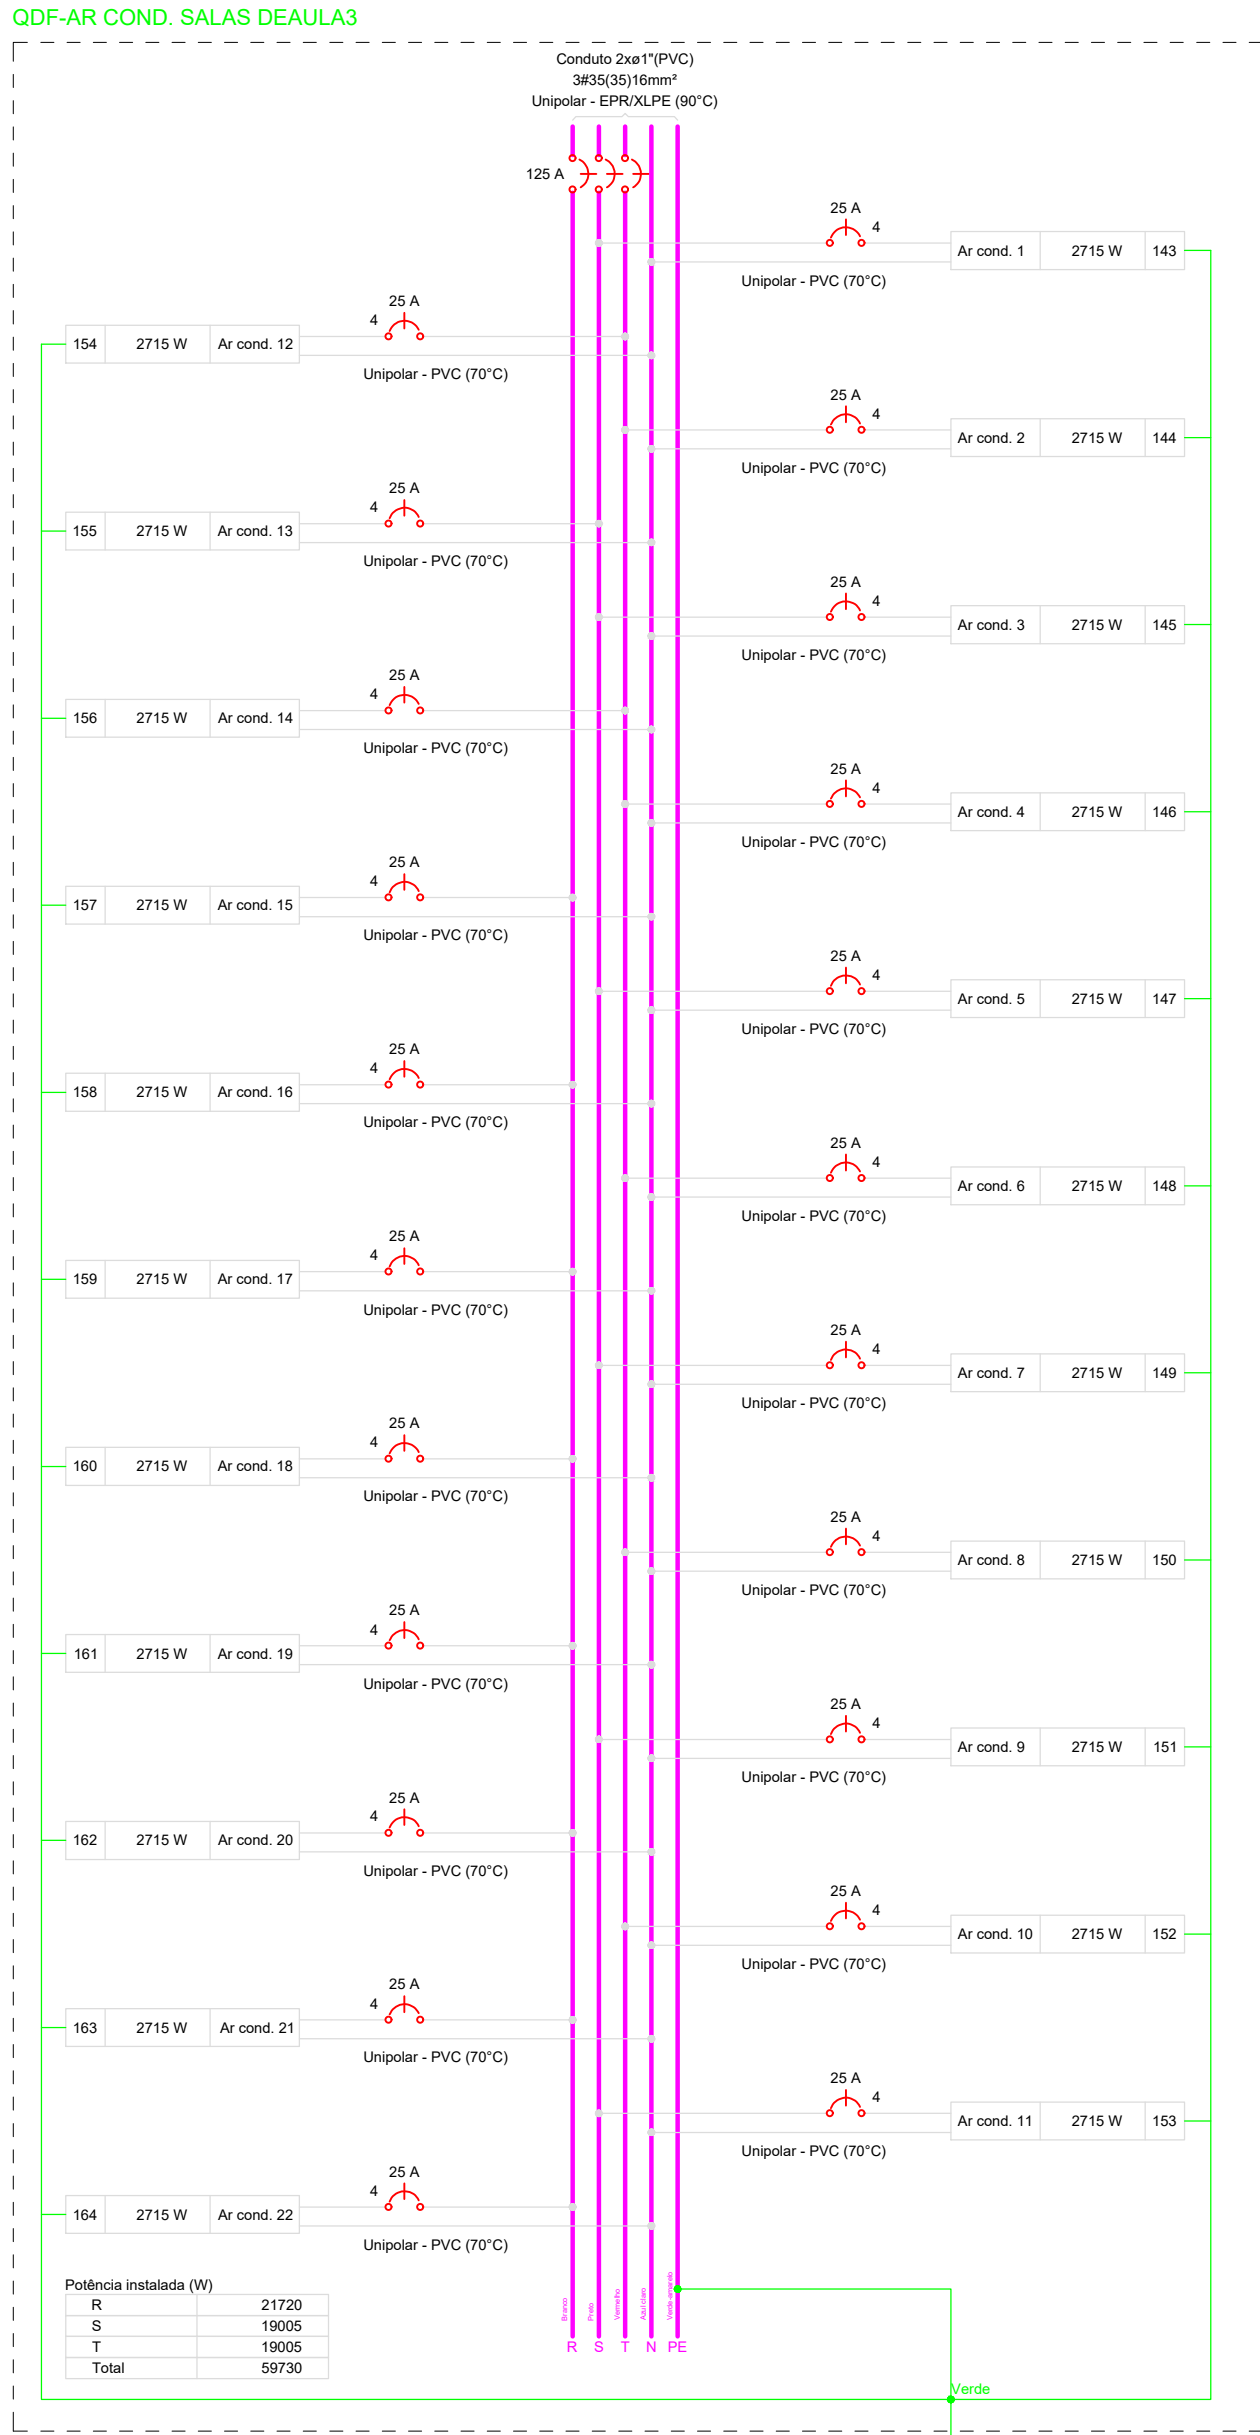 QDF-AR COND. SALAS DEAULA3
Conduto 2xø1"(PVC)
3#35(35)16mm²
Unipolar - EPR/XLPE (90°C)
125 A
25 A
4
Ar cond. 1 2715 W 143
Unipolar - PVC (70°C)
25 A
4
154 2715 W Ar cond. 12
Unipolar - PVC (70°C)
25 A
4
Ar cond. 2 2715 W 144
Unipolar - PVC (70°C)
25 A
4
155 2715 W Ar cond. 13
Unipolar - PVC (70°C)
25 A
4
Ar cond. 3 2715 W 145
Unipolar - PVC (70°C)
25 A
4
156 2715 W Ar cond. 14
Unipolar - PVC (70°C)
25 A
4
Ar cond. 4 2715 W 146
Unipolar - PVC (70°C)
25 A
4
157 2715 W Ar cond. 15
Unipolar - PVC (70°C)
25 A
4
Ar cond. 5 2715 W 147
Unipolar - PVC (70°C)
25 A
4
158 2715 W Ar cond. 16
Unipolar - PVC (70°C)
25 A
4
Ar cond. 6 2715 W 148
Unipolar - PVC (70°C)
25 A
4
159 2715 W Ar cond. 17
Unipolar - PVC (70°C)
25 A
4
Ar cond. 7 2715 W 149
Unipolar - PVC (70°C)
25 A
4
160 2715 W Ar cond. 18
Unipolar - PVC (70°C)
25 A
4
Ar cond. 8 2715 W 150
Unipolar - PVC (70°C)
25 A
4
161 2715 W Ar cond. 19
Unipolar - PVC (70°C)
25 A
4
Ar cond. 9 2715 W 151
Unipolar - PVC (70°C)
25 A
4
162 2715 W Ar cond. 20
Unipolar - PVC (70°C)
25 A
4
Ar cond. 10 2715 W 152
Unipolar - PVC (70°C)
25 A
4
163 2715 W Ar cond. 21
Unipolar - PVC (70°C)
25 A
4
Ar cond. 11 2715 W 153
Unipolar - PVC (70°C)
25 A
4
164 2715 W Ar cond. 22
Unipolar - PVC (70°C)
Potência instalada (W)
R 21720
S 19005
T 19005
Total 59730
Branco
Preto
Vermelho
Azul claro
Verde-amarelo
R S T N PE
Verde